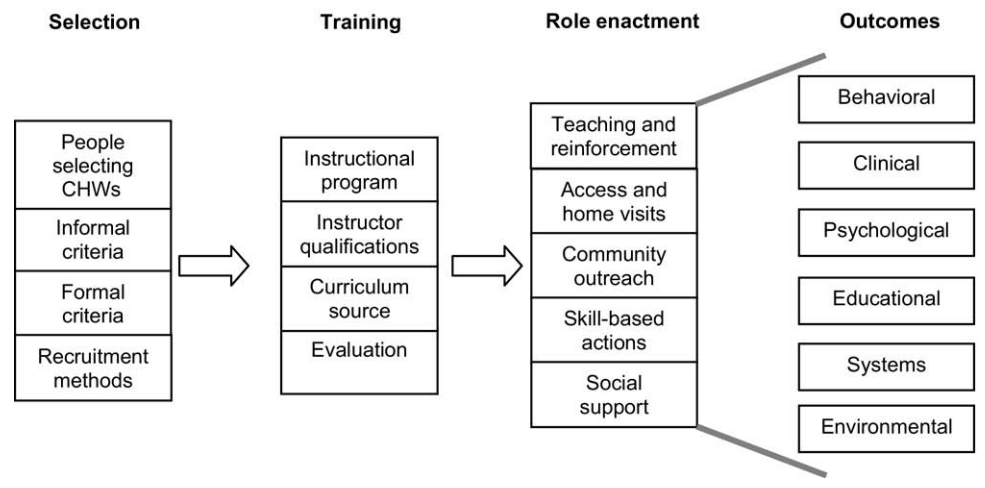 Selection
Training
Role enactment
Outcomes
People
selecting
CHWs
Informal
criteria
Formal
criteria
Recruitment
methods
Instructional
program
Instructor
qualifications
Curriculum
source
Evaluation
Teaching and
reinforcement
Access and
home visits
Community
outreach
Skill-based
actions
Social
support
Behavioral
Clinical
Psychological
Educational
Systems
Environmental